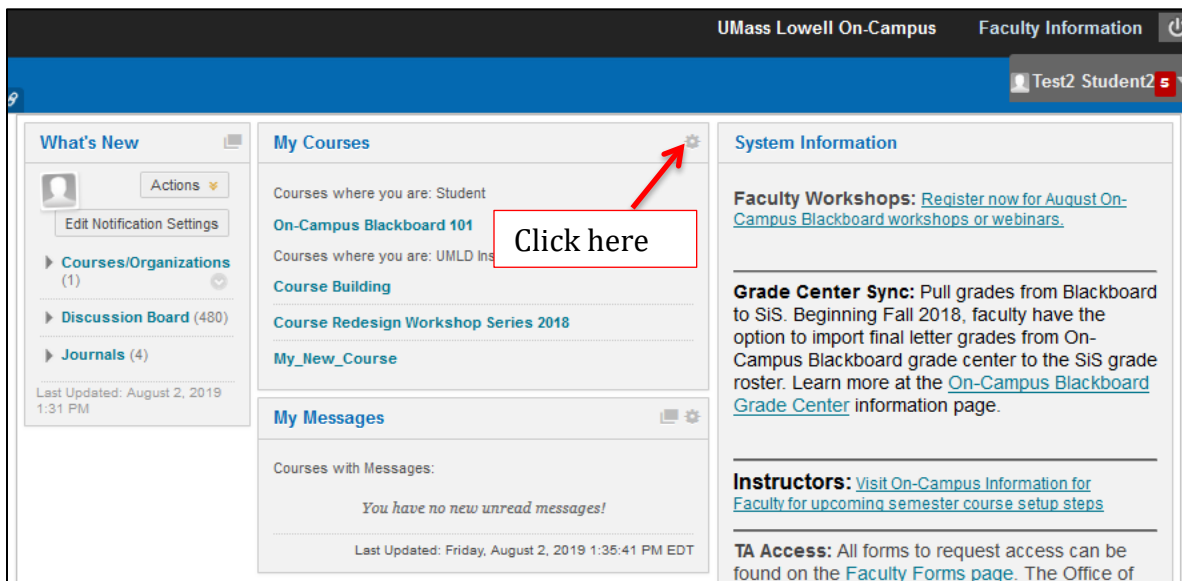 UMass Lowell On-Campus Faculty Information
Test2 Student2 5
What's New
Actions
Edit Notification Settings
Courses/Organizations
(1)
Discussion Board (480)
Journals (4)
Last Updated: August 2, 2019
1:31 PM
My Courses
Courses where you are: Student
On-Campus Blackboard 101
Click here
Courses where you are: UMLD Ins
Course Building
Course Redesign Workshop Series 2018
My_New_Course
My Messages
Courses with Messages:
You have no new unread messages!
Last Updated: Friday, August 2, 2019 1:35:41 PM EDT
System Information
Faculty Workshops: Register now for August On-
Campus Blackboard workshops or webinars.
Grade Center Sync: Pull grades from Blackboard
to SiS. Beginning Fall 2018, faculty have the
option to import final letter grades from On-
Campus Blackboard grade center to the SiS grade
roster. Learn more at the On-Campus Blackboard
Grade Center information page.
Instructors: Visit On-Campus Information for
Faculty for upcoming semester course setup steps
TA Access: All forms to request access can be
found on the Faculty Forms page. The Office of